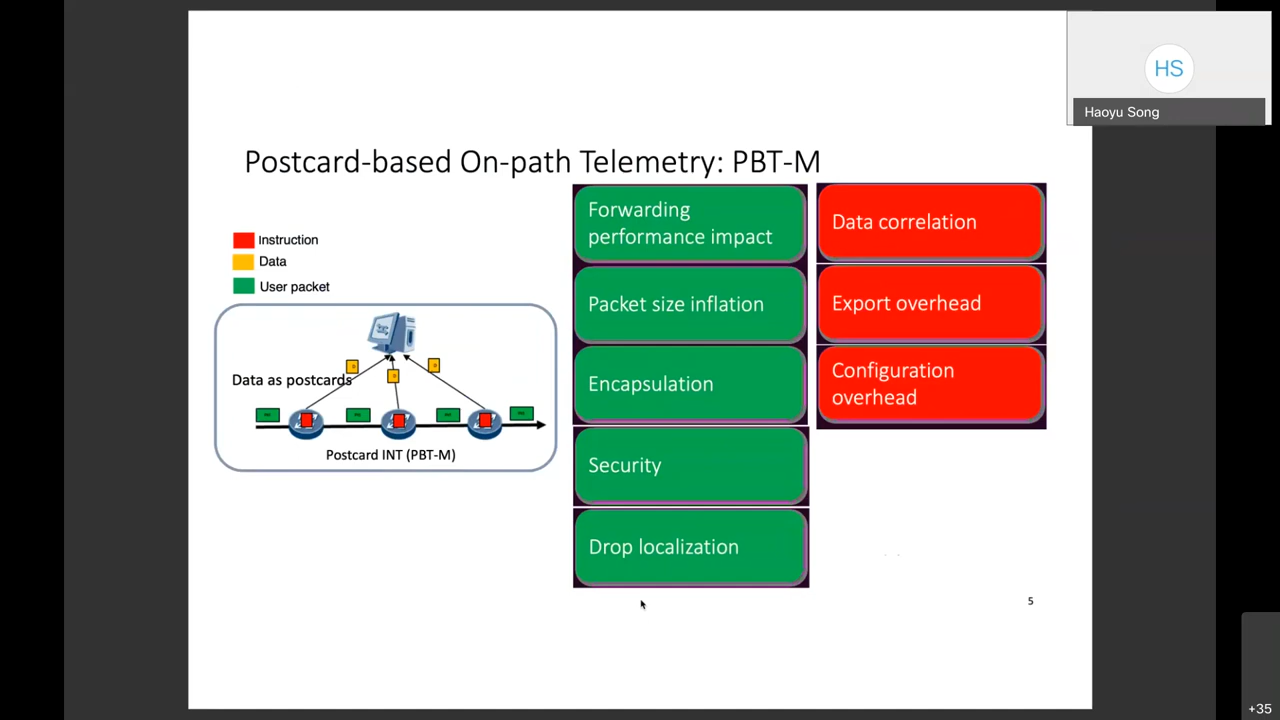 HS
Haoyu Song
Postcard-based On-path Telemetry: PBT-M
Instruction
Data
User packet
Data as postcards
Postcard INT (PBT-M)
Forwarding
performance impact
Packet size inflation
Encapsulation
Security
Drop localization
Data correlation
Export overhead
Configuration
overhead
5
+35